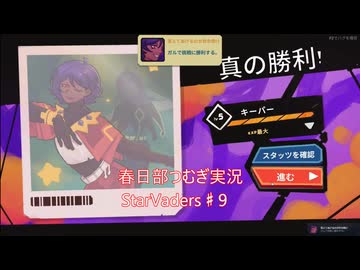 ガルで価格に勝利する。
真の勝利!
Lv.5
キーパー
EXP最大
スタッツを確認
進む
春日部つむぎ実況
StarVaders♯9